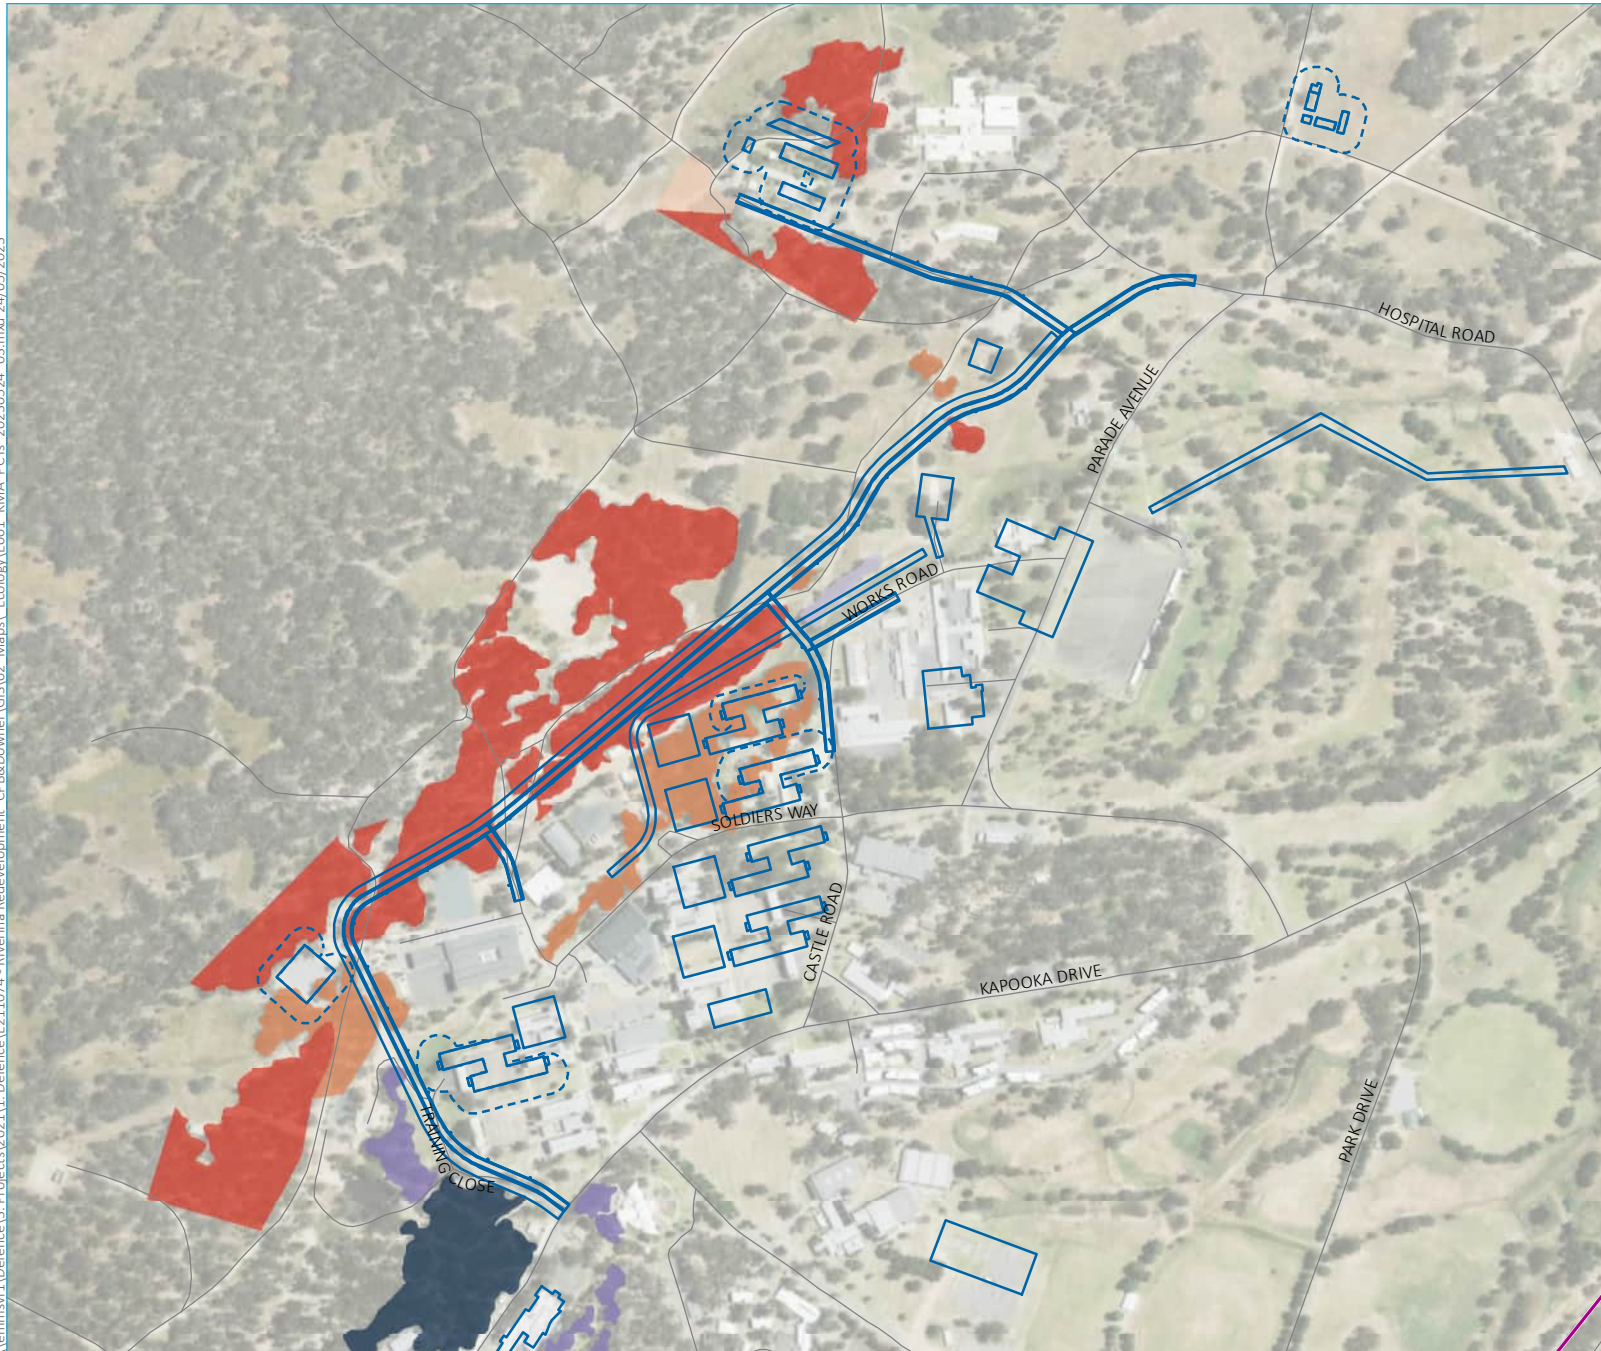 HOSPITAL ROAD
PARADE AVENUE
WORKS ROAD
SOLDIERS WAY
CASTLE ROAD
KAPOOKA DRIVE
PARK DRIVE
TRAINING CLOSE